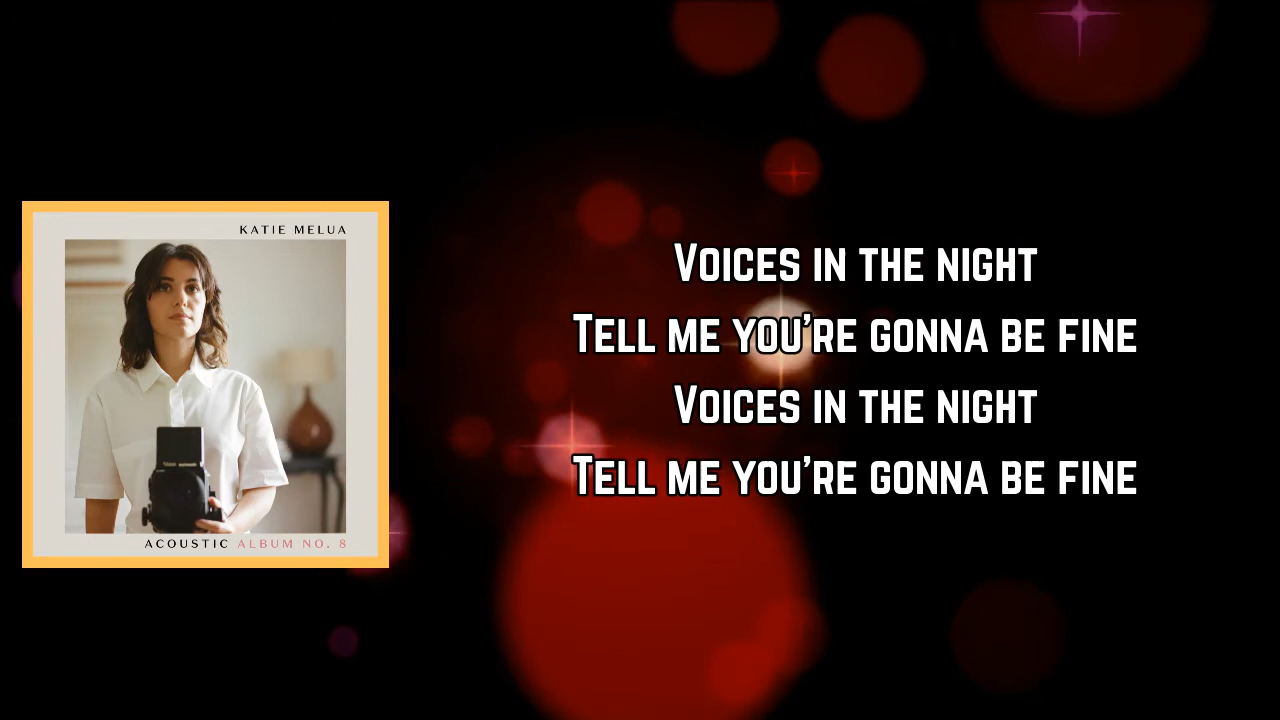 KATIE MELUA
ACOUSTIC ALBUM NO. 8
Voices in the night
Tell me you're gonna be fine
Voices in the night
Tell me you're gonna be fine